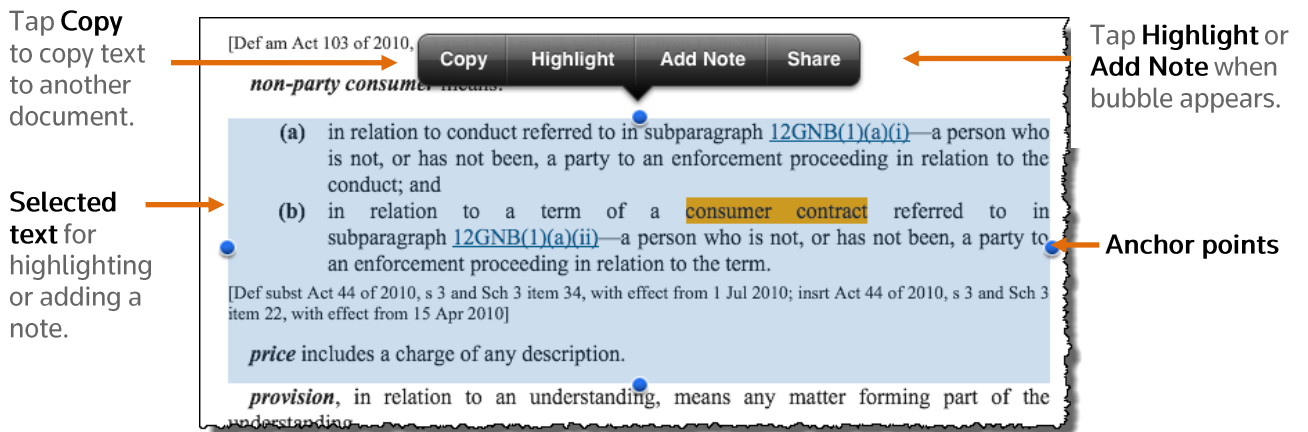 Tap Copy
to copy text
to another
document.
Selected
text for
highlighting
or adding a
note.
[Def am Act 103 of 2010,
Copy Highlight Add Note Share
non-party consumer means:
(a) in relation to conduct referred to in subparagraph 12GNB(1)(a)(i)—a person who
is not, or has not been, a party to an enforcement proceeding in relation to the
conduct; and
(b) in relation to a term of a consumer contract referred to in
subparagraph 12GNB(1)(a)(ii)—a person who is not, or has not been, a party to
an enforcement proceeding in relation to the term.
[Def subst Act 44 of 2010, s 3 and Sch 3 item 34, with effect from 1 Jul 2010; insrt Act 44 of 2010, s 3 and Sch 3
item 22, with effect from 15 Apr 2010]
price includes a charge of any description.
provision, in relation to an understanding, means any matter forming part of the
understanding
Tap Highlight or
Add Note when
bubble appears.
Anchor points